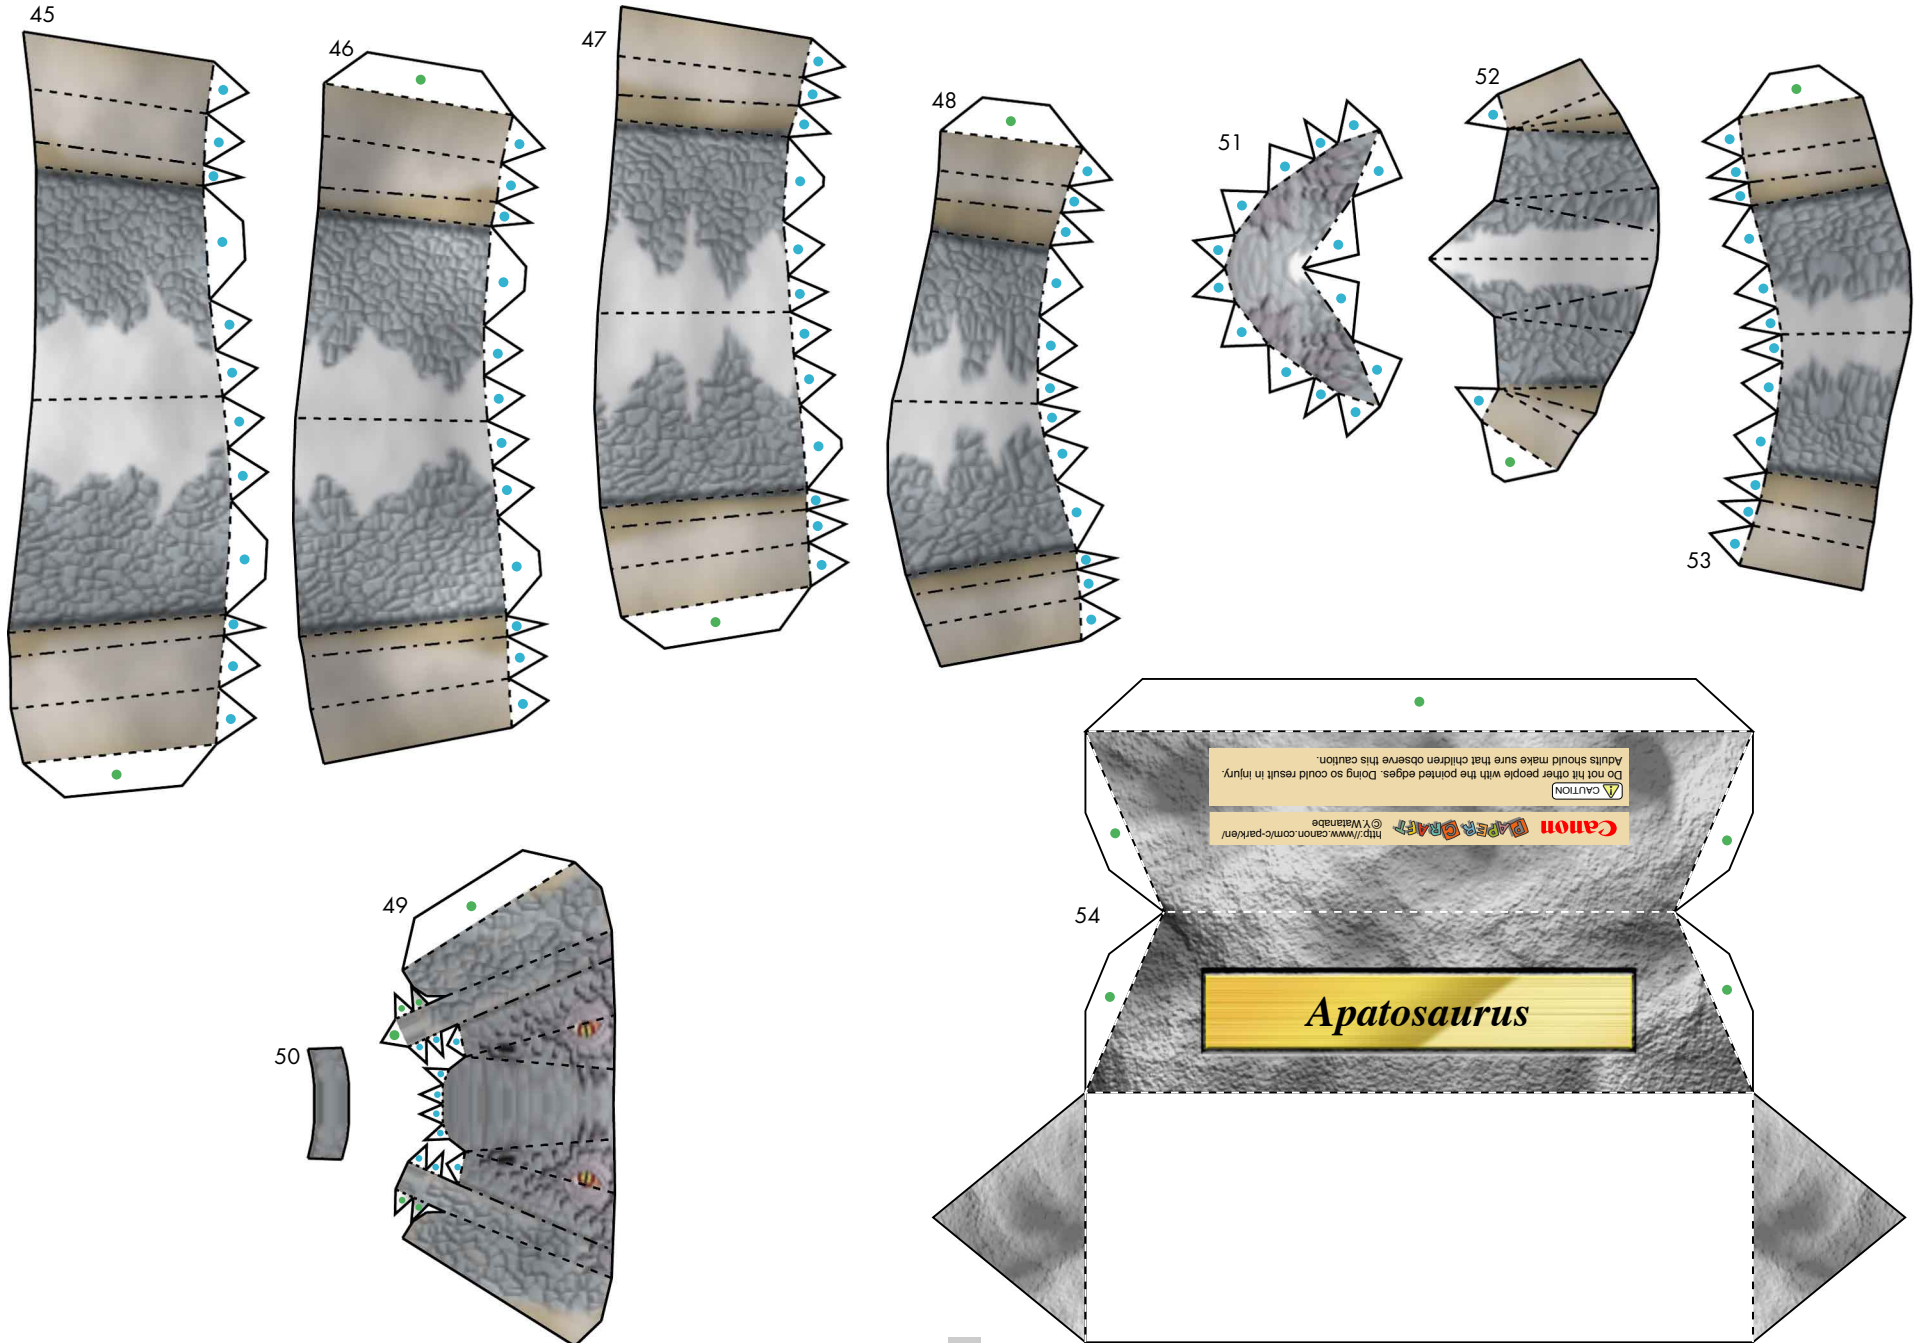 45
46
47
48
51
52
53
Adults should make sure that children observe this caution.
Do not hit other people with the pointed edges. Doing so could result in injury.
CAUTION
©Y.Watanabe
http://www.canon.com/c-park/en/
PAPER CRAFT
Canon
49
54
Apatosaurus
50